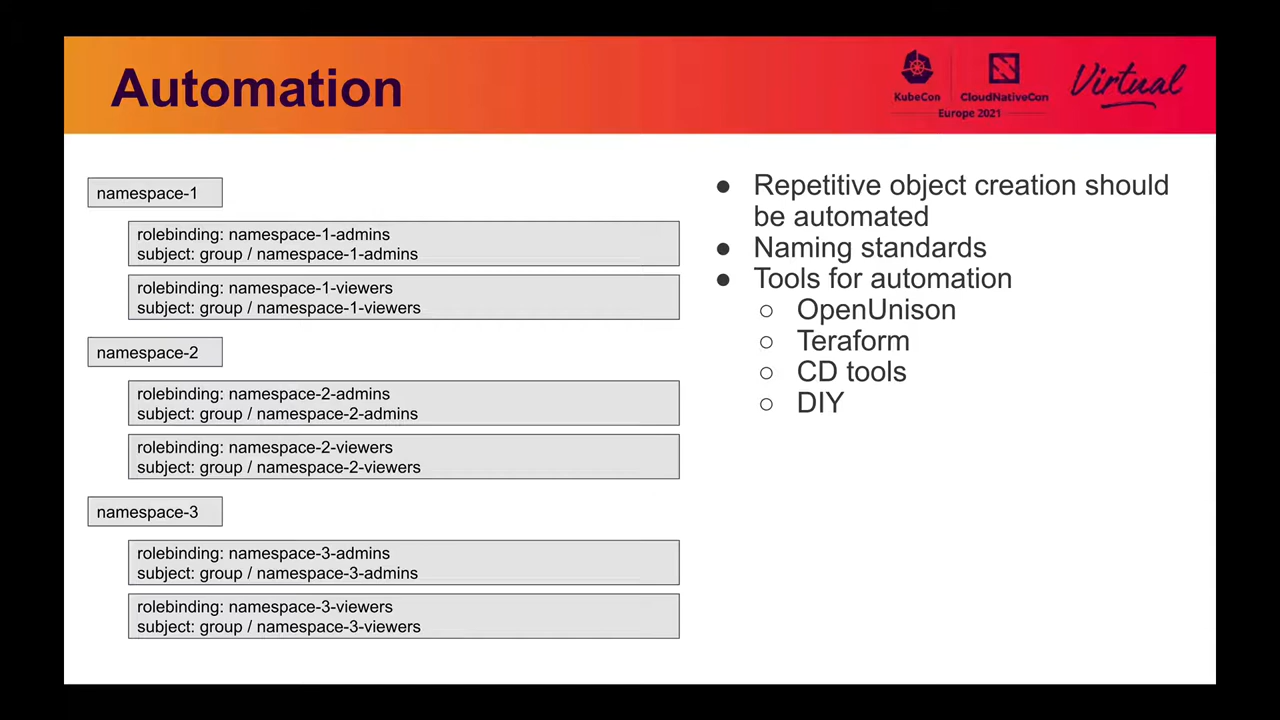 Automation
KubeCon
CloudNativeCon
Europe 2021
Virtual
namespace-1
rolebinding: namespace-1-admins
subject: group / namespace-1-admins
rolebinding: namespace-1-viewers
subject: group / namespace-1-viewers
namespace-2
rolebinding: namespace-2-admins
subject: group / namespace-2-admins
rolebinding: namespace-2-viewers
subject: group / namespace-2-viewers
namespace-3
rolebinding: namespace-3-admins
subject: group / namespace-3-admins
rolebinding: namespace-3-viewers
subject: group / namespace-3-viewers
● Repetitive object creation should
be automated
● Naming standards
● Tools for automation
○ OpenUnison
○ Teraform
○ CD tools
○ DIY